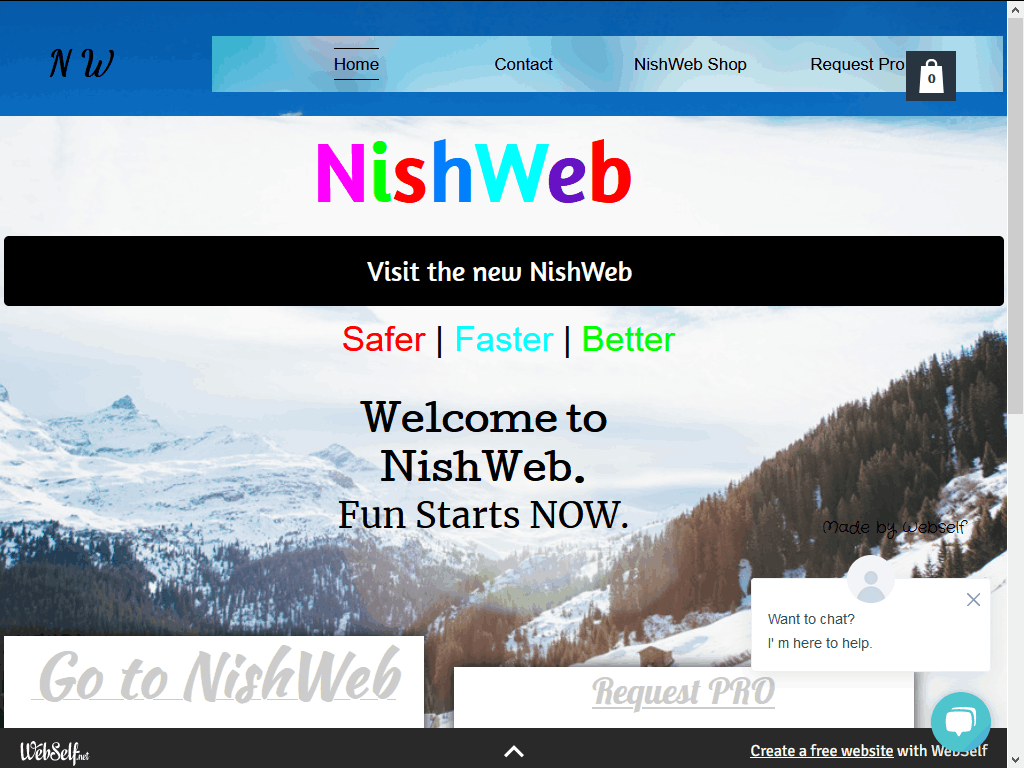 N W
Home Contact NishWeb Shop Request Pro
0
NishWeb
Visit the new NishWeb
Safer | Faster | Better
Welcome to
NishWeb.
Fun Starts NOW.
Made by Webself
Want to chat?
I' m here to help.
Go to NishWeb
Request PRO
WebSelf.net
Create a free website with WebSelf